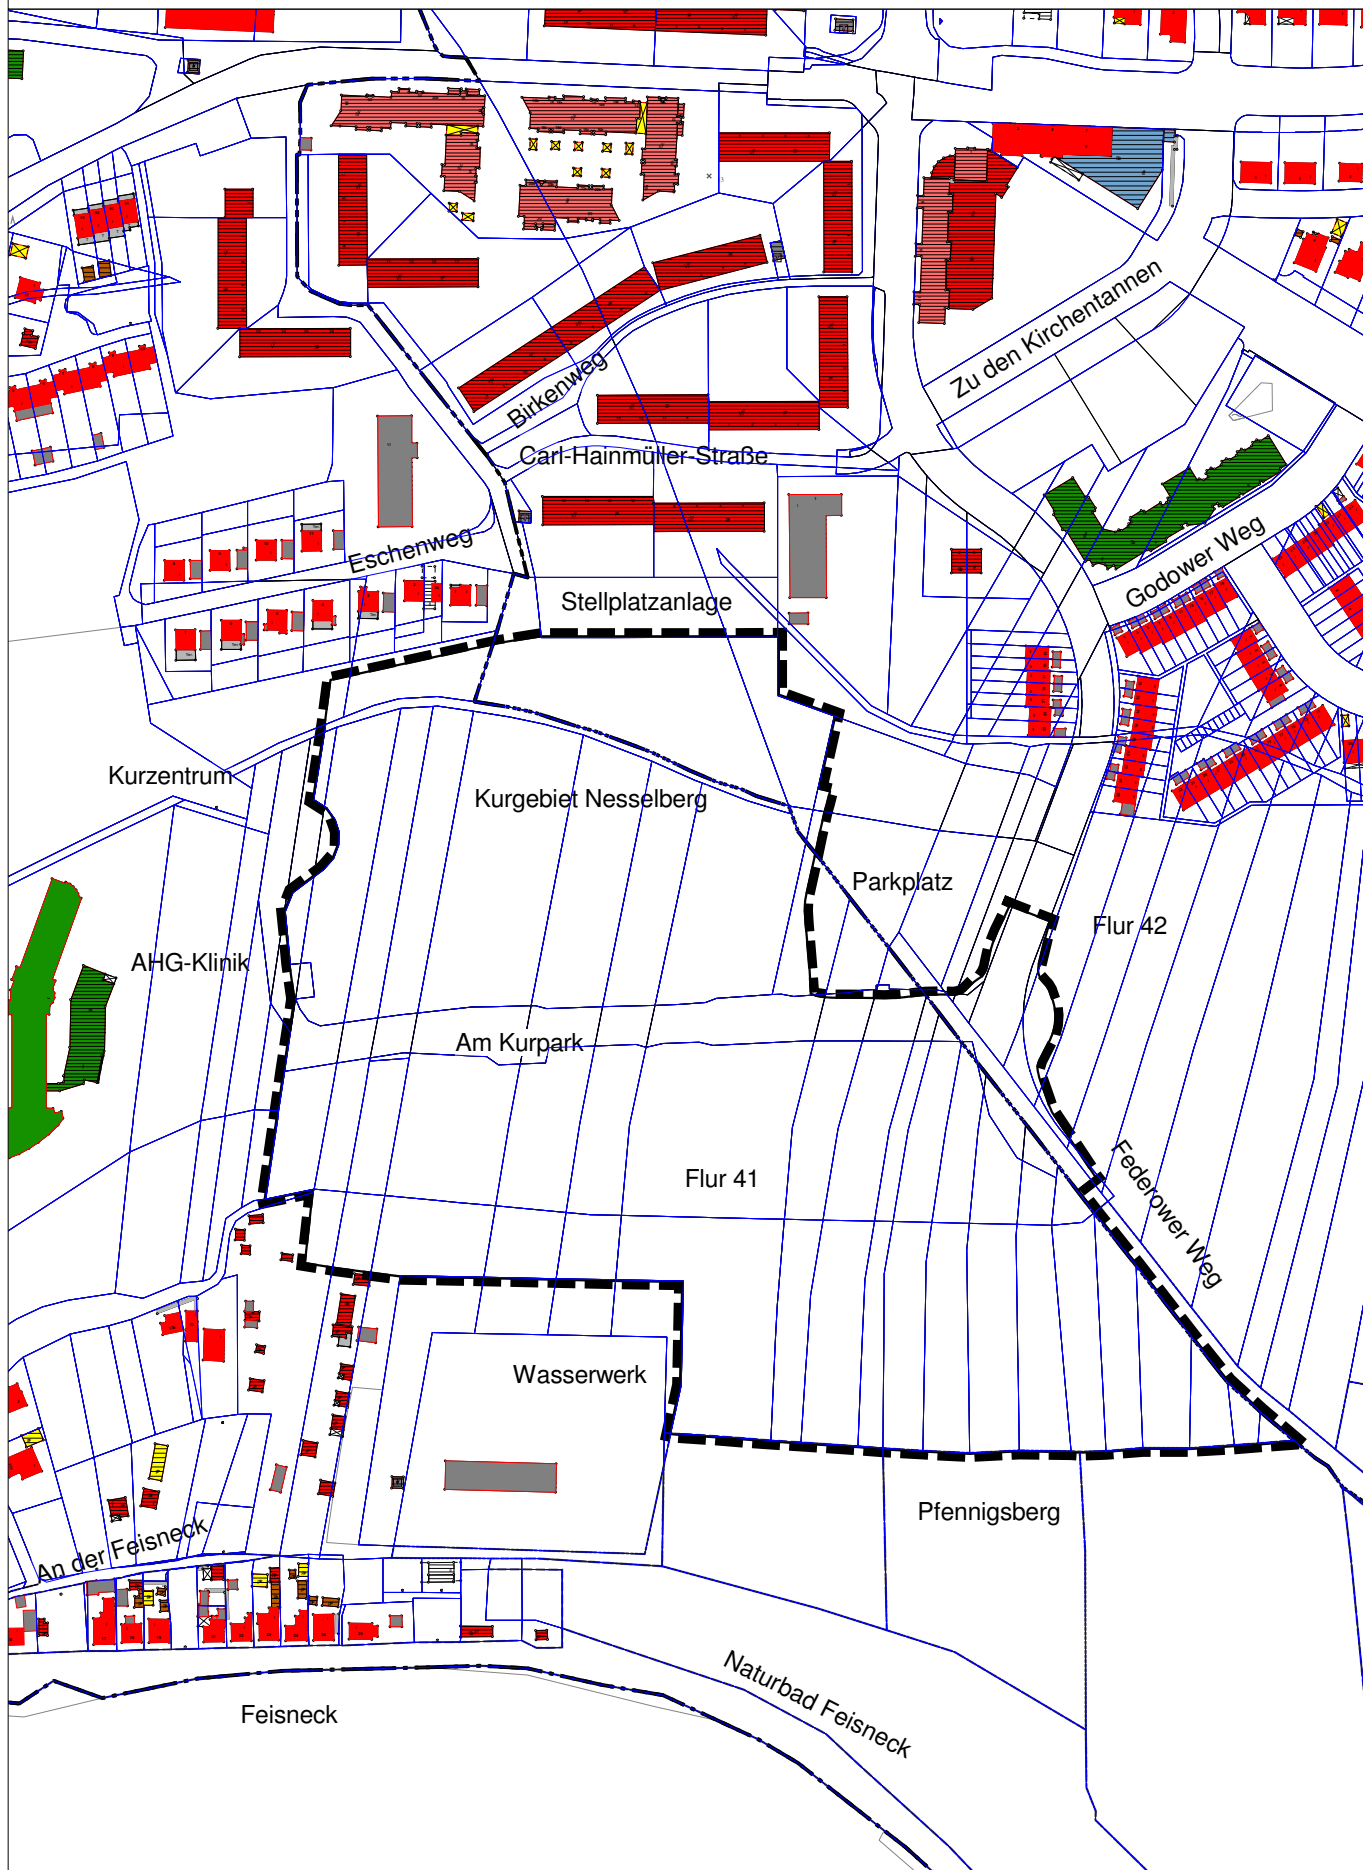 Zu den Kirchentannen
Birkenweg
Carl-Hainmüller-Straße
Eschenweg
Godower Weg
Stellplatzanlage
Kurzentrum
Kurgebiet Nesselberg
Parkplatz
Flur 42
AHG-Klinik
Am Kurpark
Flur 41
Federower Weg
Wasserwerk
Pfennigsberg
An der Feisneck
Naturbad Feisneck
Feisneck